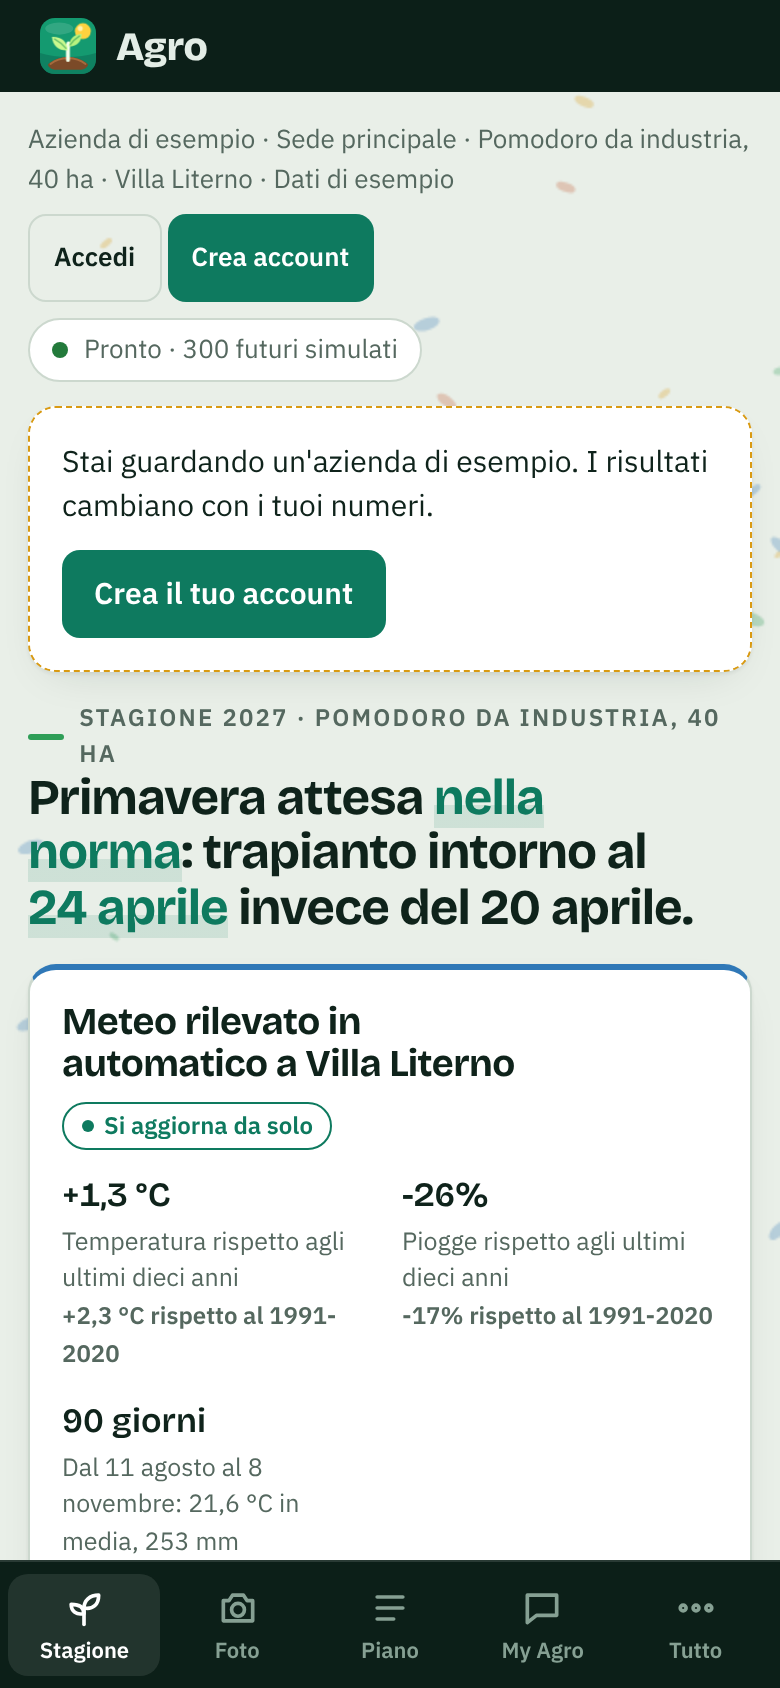 Agro
Azienda di esempio · Sede principale · Pomodoro da industria,
40 ha · Villa Literno · Dati di esempio
Accedi
Crea account
Pronto · 300 futuri simulati
Stai guardando un'azienda di esempio. I risultati
cambiano con i tuoi numeri.
Crea il tuo account
STAGIONE 2027 · POMODORO DA INDUSTRIA, 40
HA
Primavera attesa nella
norma: trapianto intorno al
24 aprile invece del 20 aprile.
Meteo rilevato in
automatico a Villa Literno
Si aggiorna da solo
+1,3 °C
Temperatura rispetto agli
ultimi dieci anni
+2,3 °C rispetto al 1991-
2020
-26%
Piogge rispetto agli ultimi
dieci anni
-17% rispetto al 1991-2020
90 giorni
Dal 11 agosto al 8
novembre: 21,6 °C in
media, 253 mm
Stagione
Foto
Piano
My Agro
Tutto